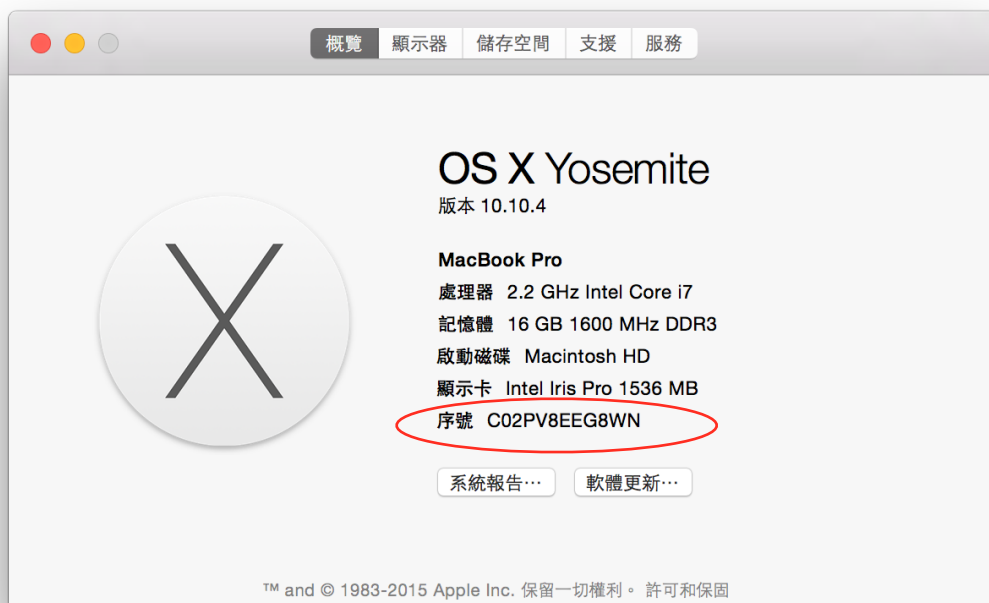 概覽 顯示器 儲存空間 支援 服務
OS X Yosemite
版本 10.10.4
MacBook Pro
處理器 2.2 GHz Intel Core i7
記憶體 16 GB 1600 MHz DDR3
啟動磁碟 Macintosh HD
顯示卡 Intel Iris Pro 1536 MB
序號 C02PV8EEG8WN
系統報告⋯ 軟體更新⋯
™ and © 1983-2015 Apple Inc. 保留一切權利。 許可和保固